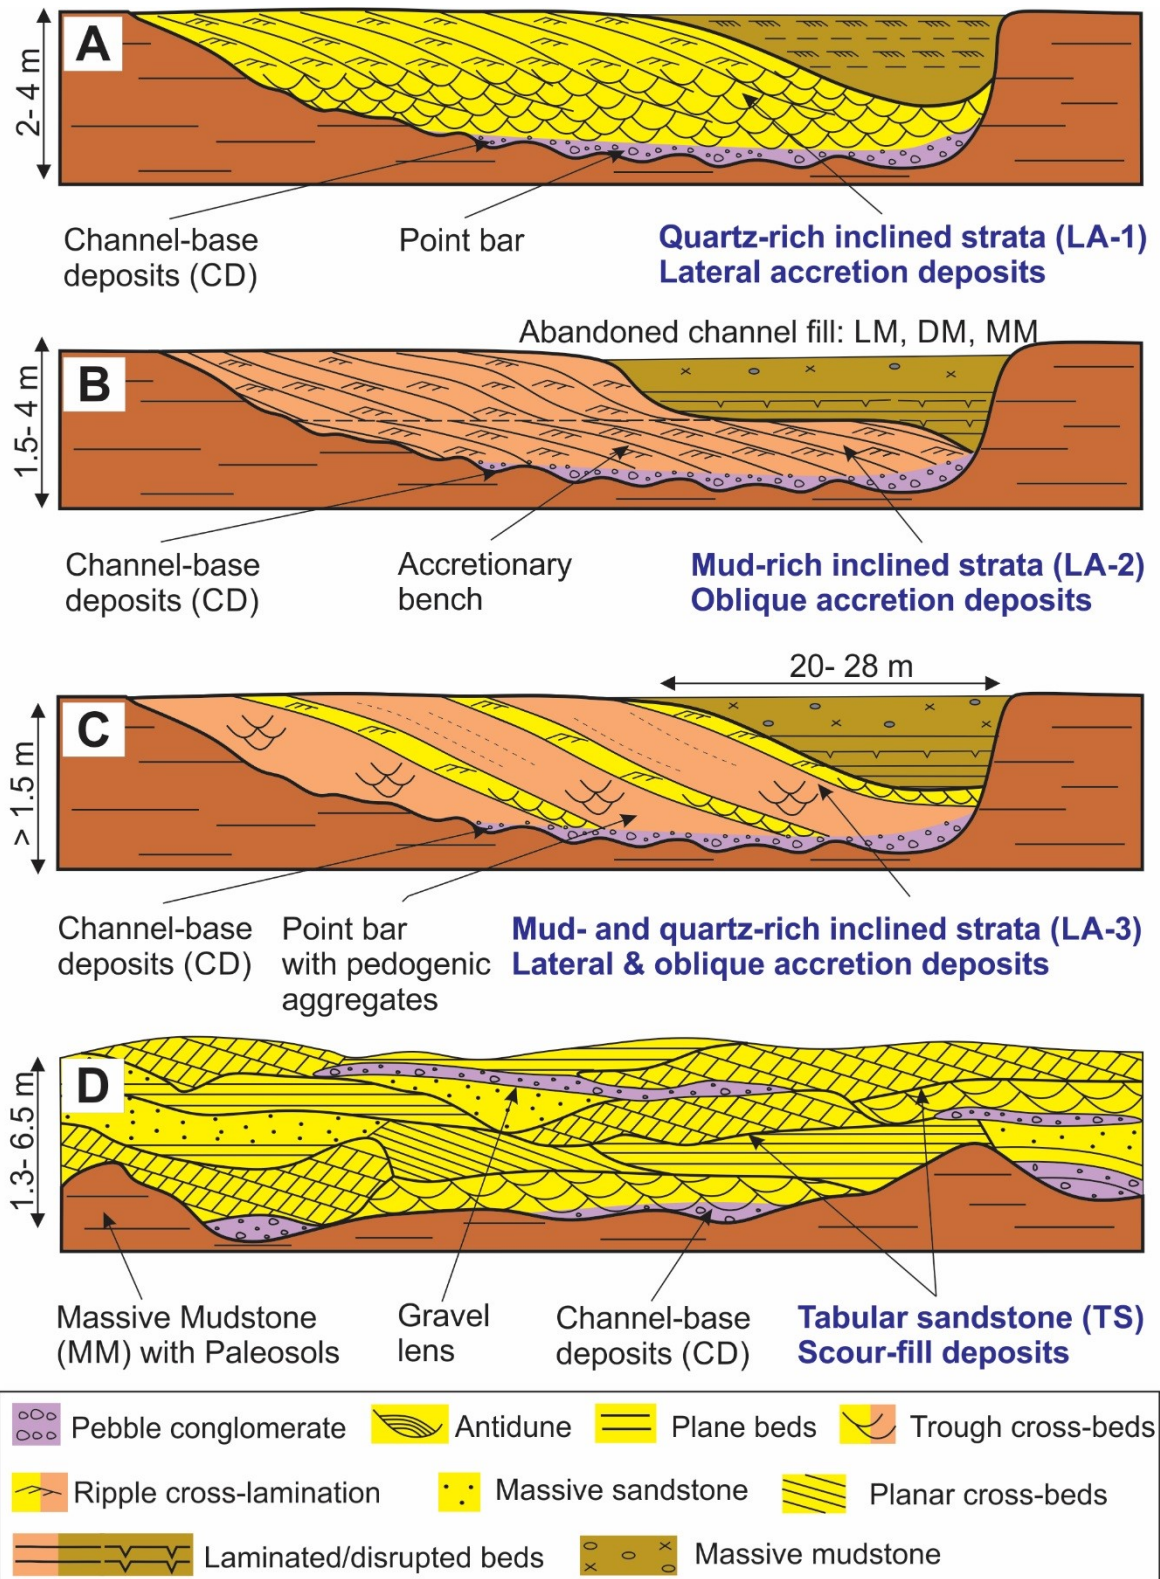 A
2- 4 m
Channel-base
deposits (CD)
Point bar
Quartz-rich inclined strata (LA-1)
Lateral accretion deposits
Abandoned channel fill: LM, DM, MM
B
1.5- 4 m
Channel-base
deposits (CD)
Accretionary
bench
Mud-rich inclined strata (LA-2)
Oblique accretion deposits
20- 28 m
C
> 1.5 m
Channel-base
deposits (CD)
Point bar
with pedogenic
aggregates
Mud- and quartz-rich inclined strata (LA-3)
Lateral & oblique accretion deposits
D
1.3- 6.5 m
Massive Mudstone
(MM) with Paleosols
Gravel
lens
Channel-base
deposits (CD)
Tabular sandstone (TS)
Scour-fill deposits
Pebble conglomerate
Antidune
Plane beds
Trough cross-beds
Ripple cross-lamination
Massive sandstone
Planar cross-beds
Laminated/disrupted beds
Massive mudstone